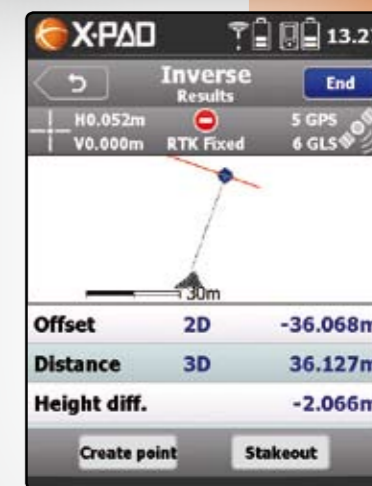 X-PAD 13.2
Inverse End
Results
H0.052m 5 GPS
V0.000m RTK Fixed 6 GLS
30m
Offset 2D -36.068m
Distance 3D 36.127m
Height diff. -2.066m
Create point Stakeout